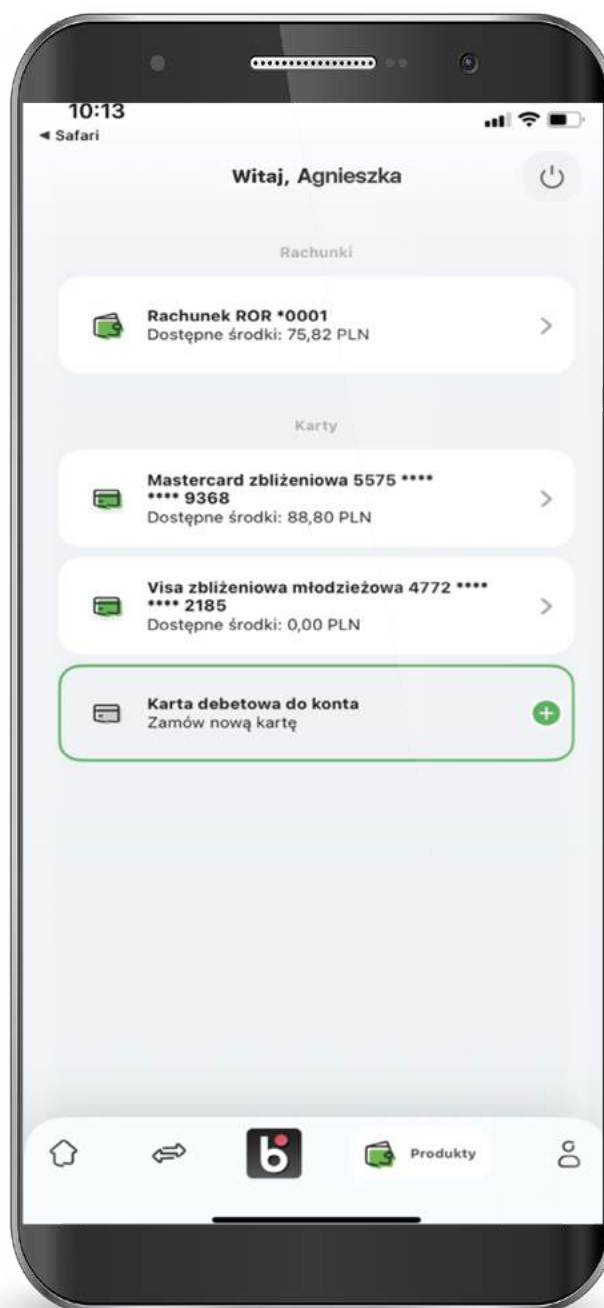 10:13
◄ Safari
Witaj, Agnieszka
Rachunki
Rachunek ROR *0001
Dostępne środki: 75,82 PLN
Karty
Mastercard zbliżeniowa 5575 ****
**** 9368
Dostępne środki: 88,80 PLN
Visa zbliżeniowa młodzieżowa 4772 ****
**** 2185
Dostępne środki: 0,00 PLN
Karta debetowa do konta
Zamów nową kartę
b
Produkty